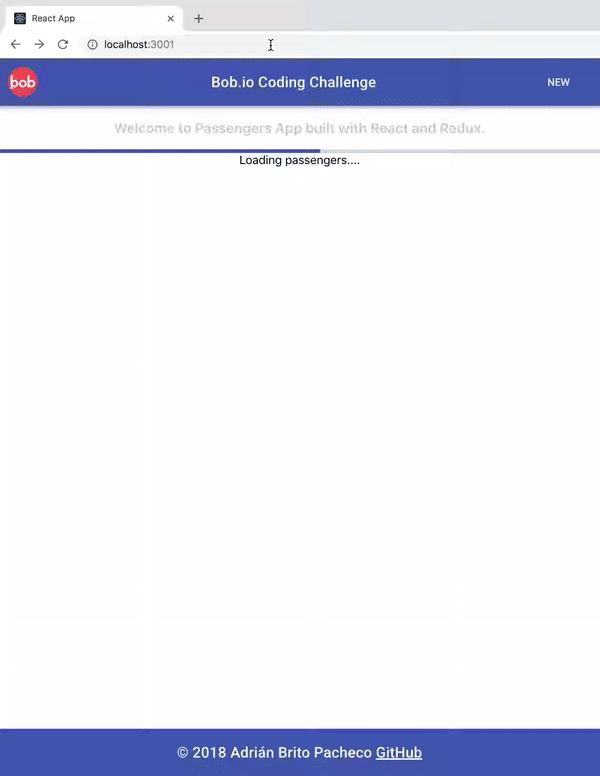 React App
localhost:3001
bob
Bob.io Coding Challenge
NEW
Welcome to Passengers App built with React and Redux.
Loading passengers....
© 2018 Adrián Brito Pacheco GitHub